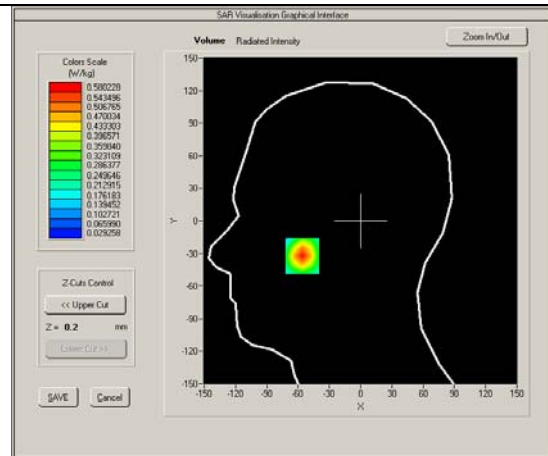 SAR Visualisation Graphical Interface
Volume Radiated Intensity
Zoom In/Out
Colors Scale
(W/kg)
0.580228
0.543496
0.506765
0.470034
0.433303
0.396571
0.359840
0.323109
0.286377
0.249646
0.212915
0.176183
0.139452
0.102721
0.065990
0.029258
Z-Cuts Control
<< Upper Cut
Z = 0.2 mm
Lower Cut >>
SAVE
Cancel
150
120
90
60
30
0
-30
-60
-90
-120
-150
Y
-150 -120 -90 -60 -30 0 30 60 90 120 150
X